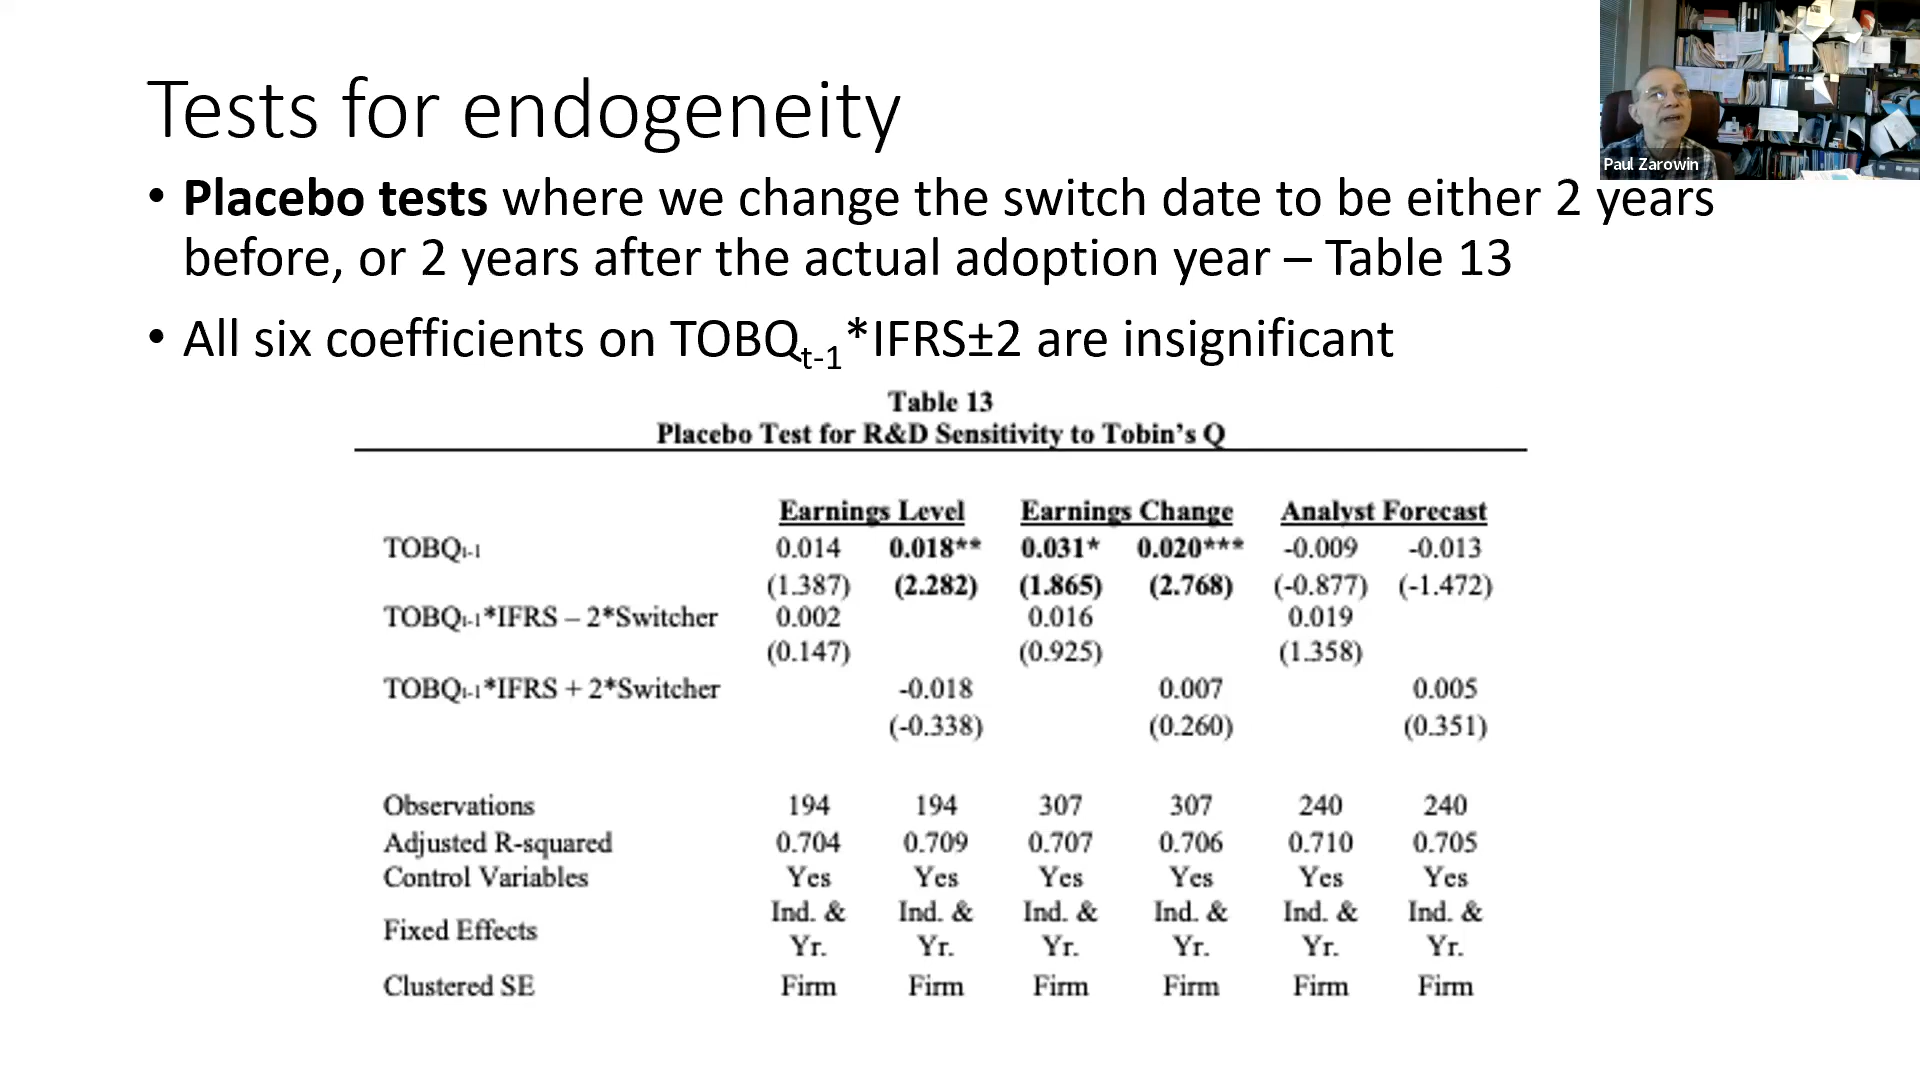 Tests for endogeneity
Paul Zarowin
• Placebo tests where we change the switch date to be either 2 years
before, or 2 years after the actual adoption year – Table 13
• All six coefficients on TOBQt-1*IFRS±2 are insignificant
Table 13
Placebo Test for R&D Sensitivity to Tobin's Q
Earnings Level Earnings Change Analyst Forecast
TOBQt-1 0.014 0.018** 0.031* 0.020*** -0.009 -0.013
(1.387) (2.282) (1.865) (2.768) (-0.877) (-1.472)
TOBQt-1*IFRS – 2*Switcher 0.002 0.016 0.019
(0.147) (0.925) (1.358)
TOBQt-1*IFRS + 2*Switcher -0.018 0.007 0.005
(-0.338) (0.260) (0.351)
Observations 194 194 307 307 240 240
Adjusted R-squared 0.704 0.709 0.707 0.706 0.710 0.705
Control Variables Yes Yes Yes Yes Yes Yes
Fixed Effects Ind. & Ind. & Ind. & Ind. & Ind. & Ind. &
Yr. Yr. Yr. Yr. Yr. Yr.
Clustered SE Firm Firm Firm Firm Firm Firm